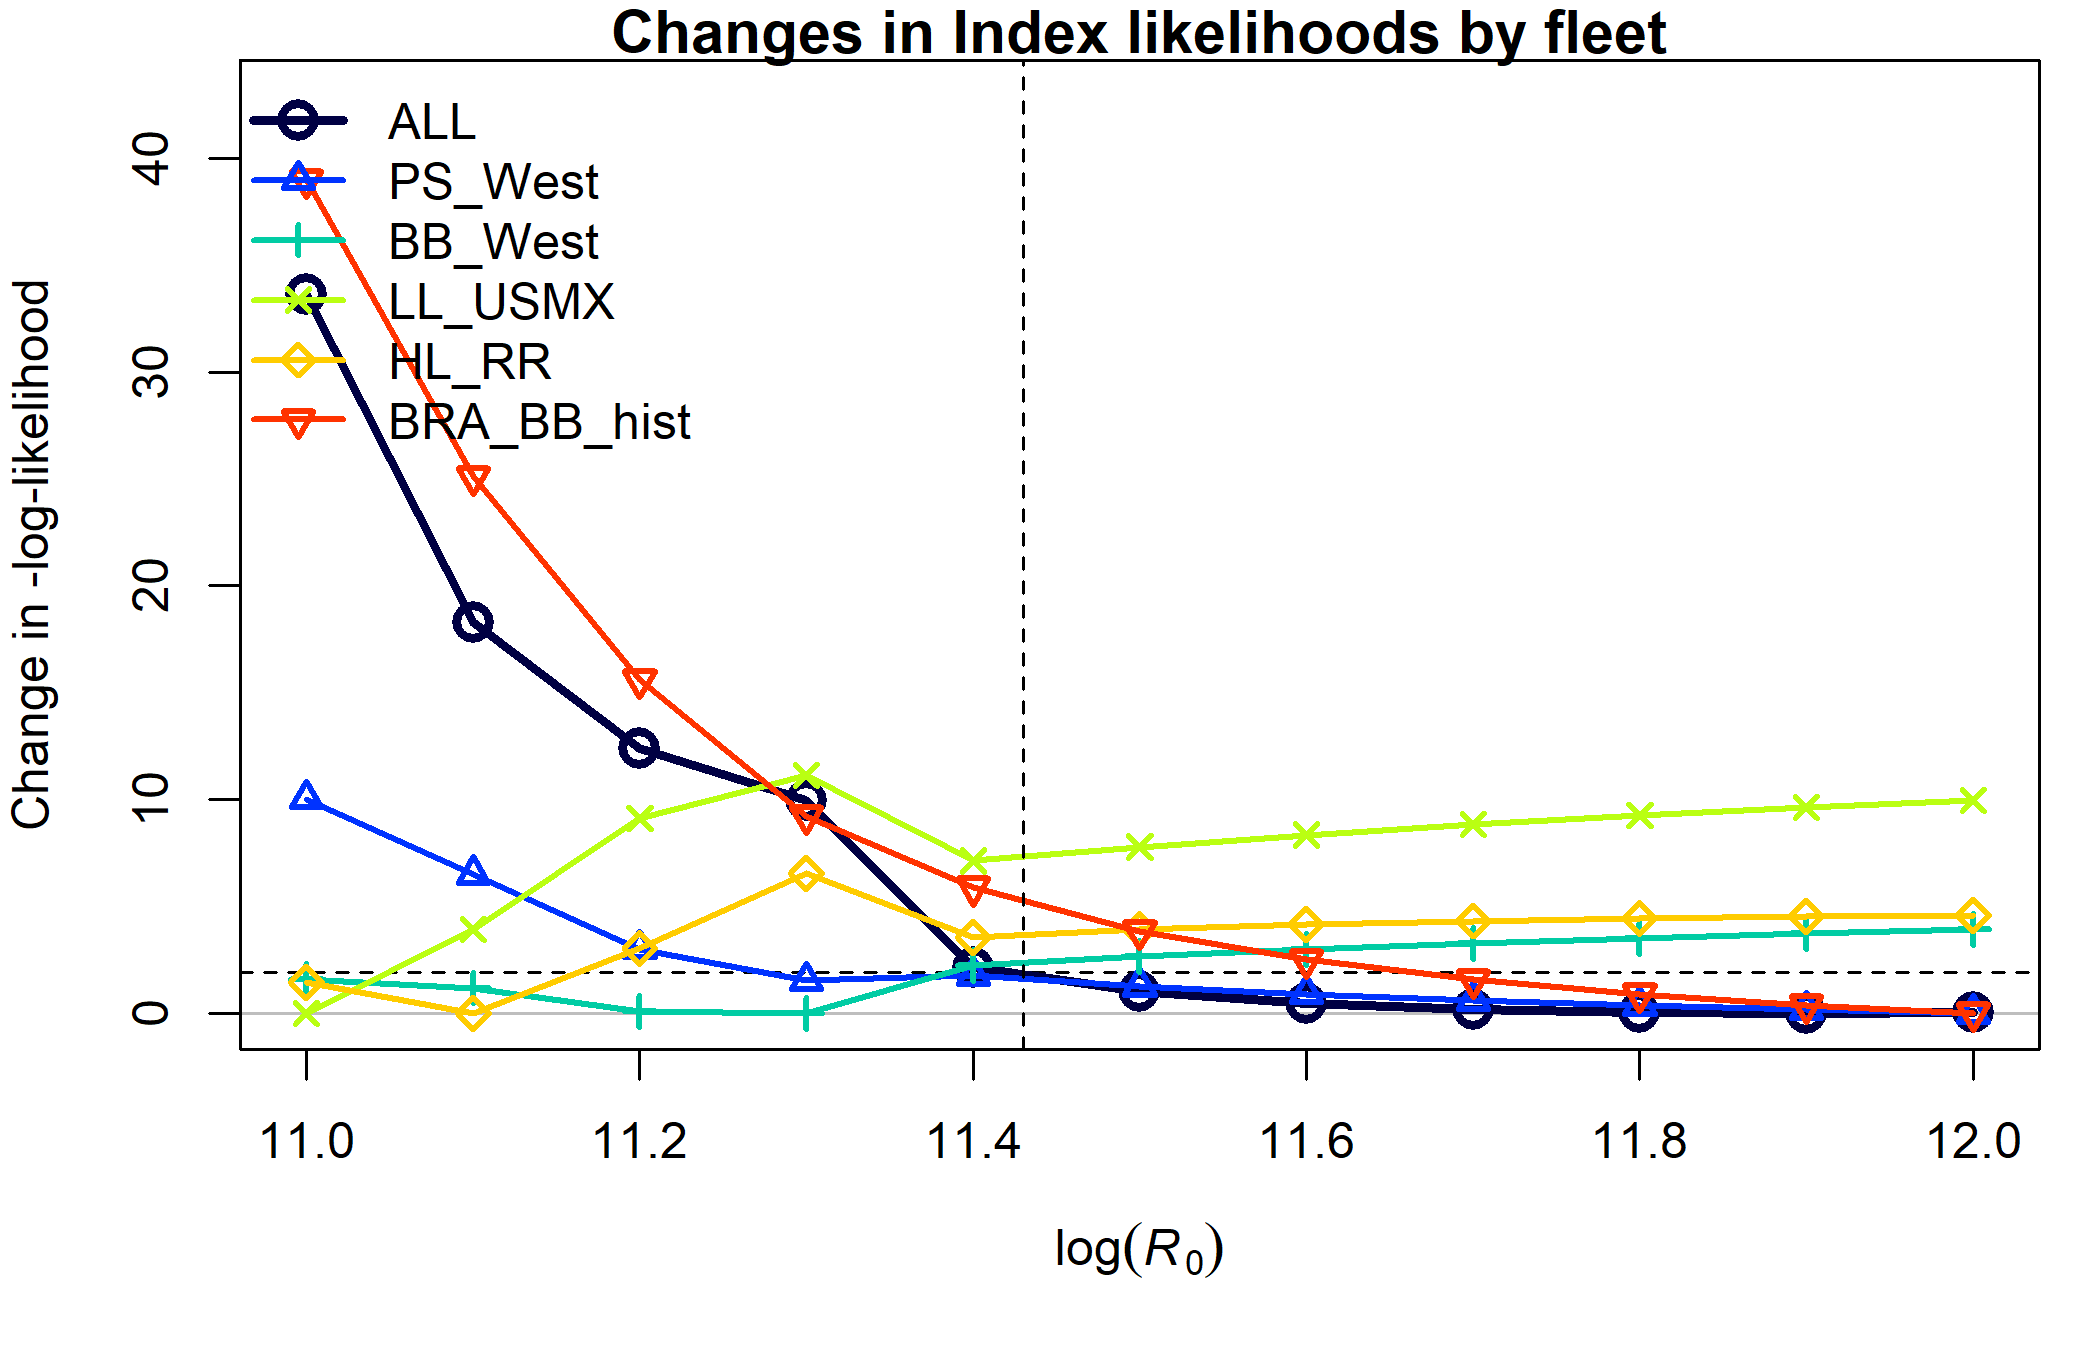 Changes in Index likelihoods by fleet
ALL
PS_West
BB_West
LL_USMX
HL_RR
BRA_BB_hist
Change in -log-likelihood
40
30
20
10
0
11.0 11.2 11.4 11.6 11.8 12.0
log(R0)